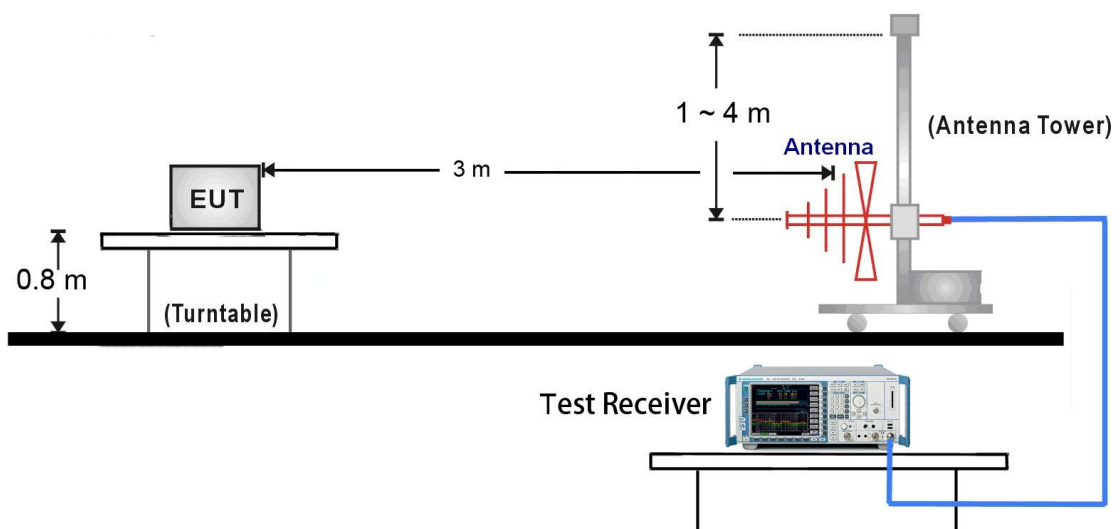 1 ~ 4 m
(Antenna Tower)
Antenna
3 m
EUT
0.8 m
(Turntable)
Test Receiver